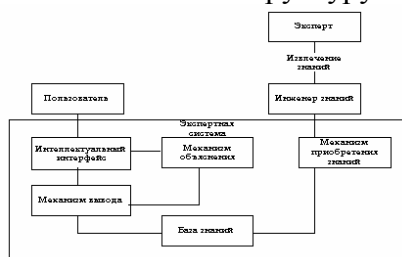 руктуру
Эксперт
Извлечение
знаний
Пользователь
Инженер знаний
Экспертная
система
Интеллектуальный
интерфейс
Механизм
объяснения
Механизм
приобретения
знаний
Механизм вывода
База знаний